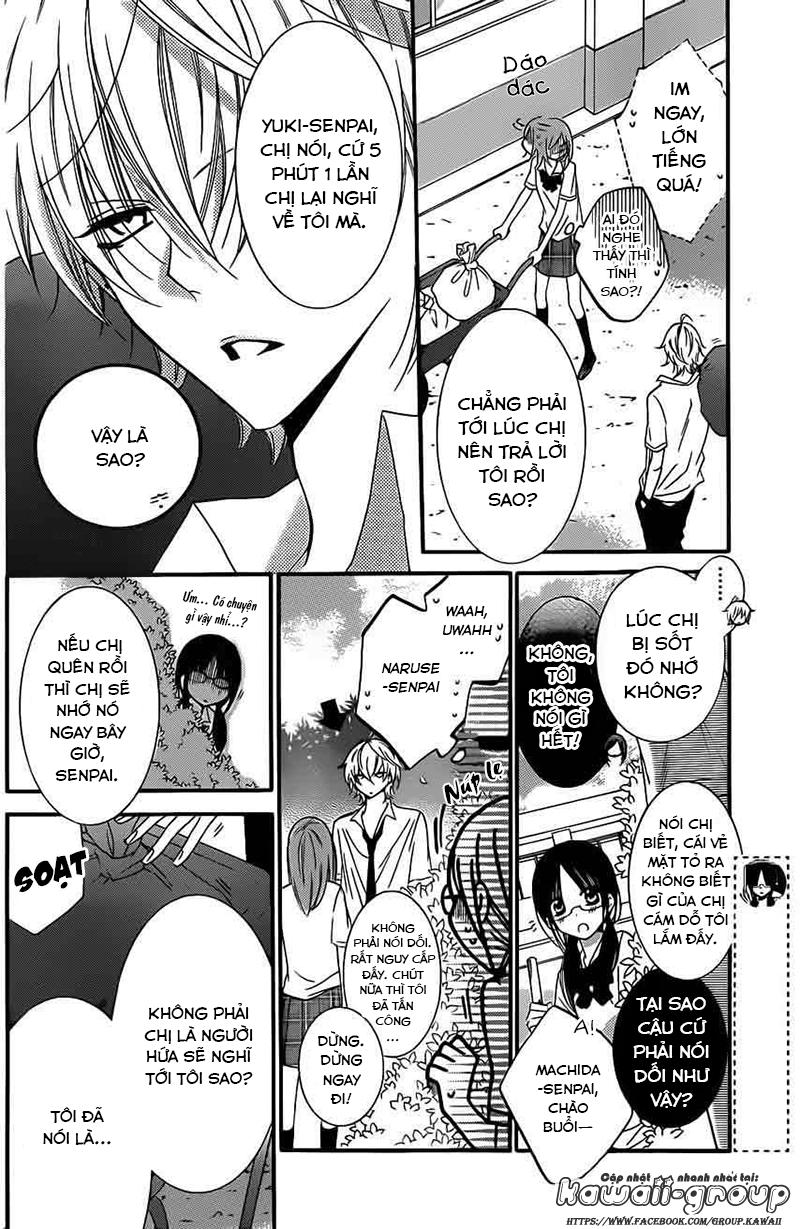 Dáo
dác
IM
NGAY,
LỚN
TIẾNG
QUÁ!
AI ĐÓ
NGHE
THẤY THÌ
TÍNH
SAO?!
CHẲNG PHẢI
TỚI LÚC CHỊ
NÊN TRẢ LỜI
TÔI RỒI
SAO?
YUKI-SENPAI,
CHỊ NÓI, CỨ 5
PHÚT 1 LẦN
CHỊ LẠI NGHĨ
VỀ TÔI MÀ.
VẬY LÀ
SAO?
LÚC CHỊ
BỊ SỐT
ĐÓ NHỚ
KHÔNG?
KHÔNG,
TÔI
KHÔNG
NÓI GÌ
HẾT!
NÓI CHỊ
BIẾT, CÁI VẺ
MẶT TỎ RA
KHÔNG BIẾT
GÌ CỦA CHỊ
CÁM DỖ TÔI
LẮM ĐẤY.
TẠI SAO
CẬU CỨ
PHẢI NÓI
DỐI NHƯ
VẬY?
A!
MACHIDA
-SENPAI,
CHÀO
BUỔI—
WAAH,
UWAHH
...
NARUSE
-SENPAI
Núp lẹ
KHÔNG
PHẢI NÓI DỐI.
RẤT NGUY CẤP
ĐẤY. CHÚT
NỮA THÌ TÔI
ĐÃ TẤN
CÔNG
...
DỪNG.
DỪNG
NGAY
ĐI!
Ưm... Có chuyện
gì vậy nhỉ...?
NẾU CHỊ
QUÊN RỒI
THÌ CHỊ SẼ
NHỚ NÓ
NGAY BÂY
GIỜ,
SENPAI.
SOẠT
KHÔNG PHẢI
CHỊ LÀ NGƯỜI
HỨA SẼ NGHĨ
TỚI TÔI SAO?
TÔI ĐÃ
NÓI LÀ...
Cập nhật nhanh nhất tại:
Kawaii-group
HTTPS://WWW.FACEBOOK.COM/GROUP.KAWAII